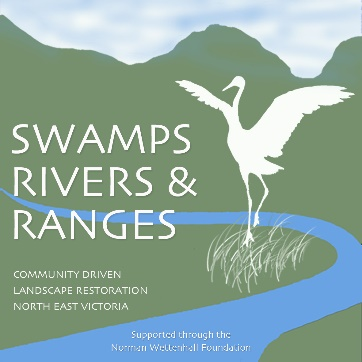 SWAMPS
RIVERS &
RANGES
COMMUNITY DRIVEN
LANDSCAPE RESTORATION
NORTH EAST VICTORIA
Supported through the
Norman Wettenhall Foundation